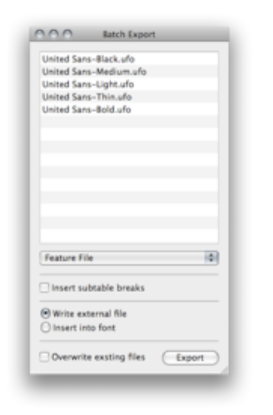 Batch Export
United Sans-Black.ufo
United Sans-Medium.ufo
United Sans-Light.ufo
United Sans-Thin.ufo
United Sans-Bold.ufo
Feature File
Insert subtable breaks
Write external file
Insert into font
Overwrite exsting files
Export